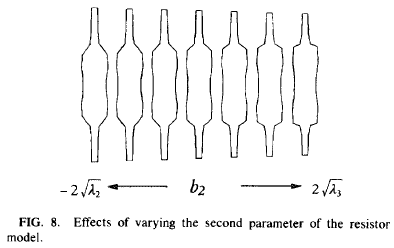 −2√λ₂ b₂ 2√λ₃
FIG. 8. Effects of varying the second parameter of the resistor
model.